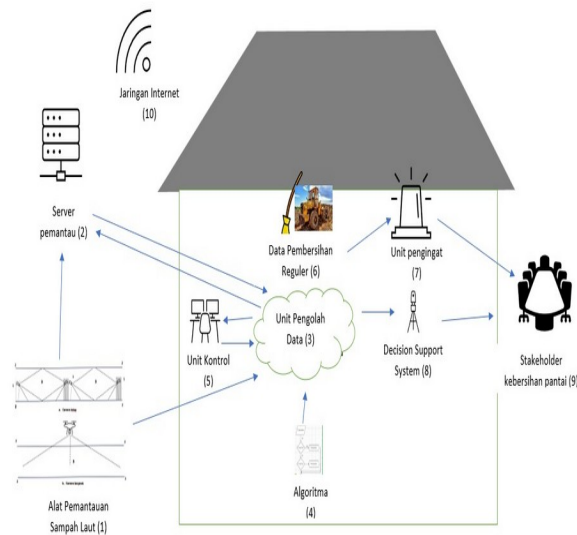 Jaringan Internet
(10)
Server
pemantau (2)
Data Pembersihan
Reguler (6)
Unit pengingat
(7)
Unit Pengolah
Data (3)
Unit Kontrol
(5)
Decision Support
System (8)
Stakeholder
kebersihan pantai (9)
Alat Pemantauan
Sampah Laut (1)
Algoritma
(4)